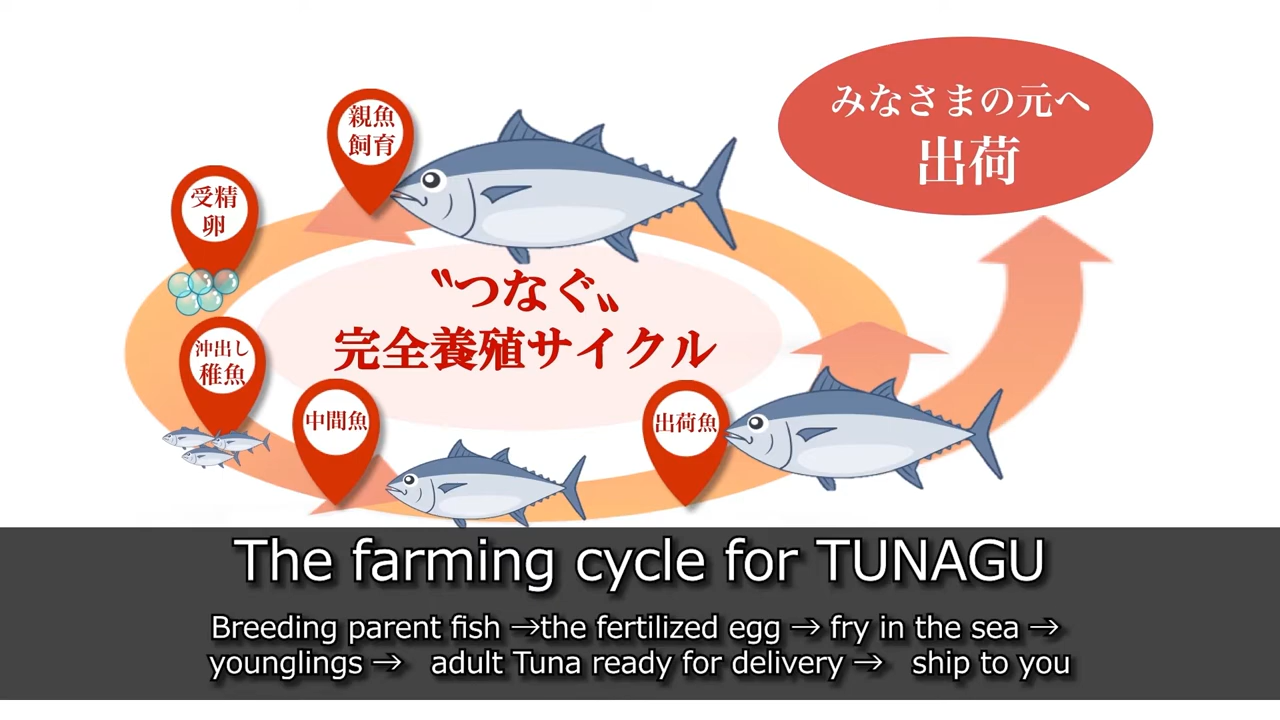 みなさまの元へ
出荷
親魚
飼育
受精
卵
〝つなぐ〟
完全養殖サイクル
沖出し
稚魚
中間魚
出荷魚
The farming cycle for TUNAGU
Breeding parent fish →the fertilized egg → fry in the sea →
younglings → adult Tuna ready for delivery → ship to you